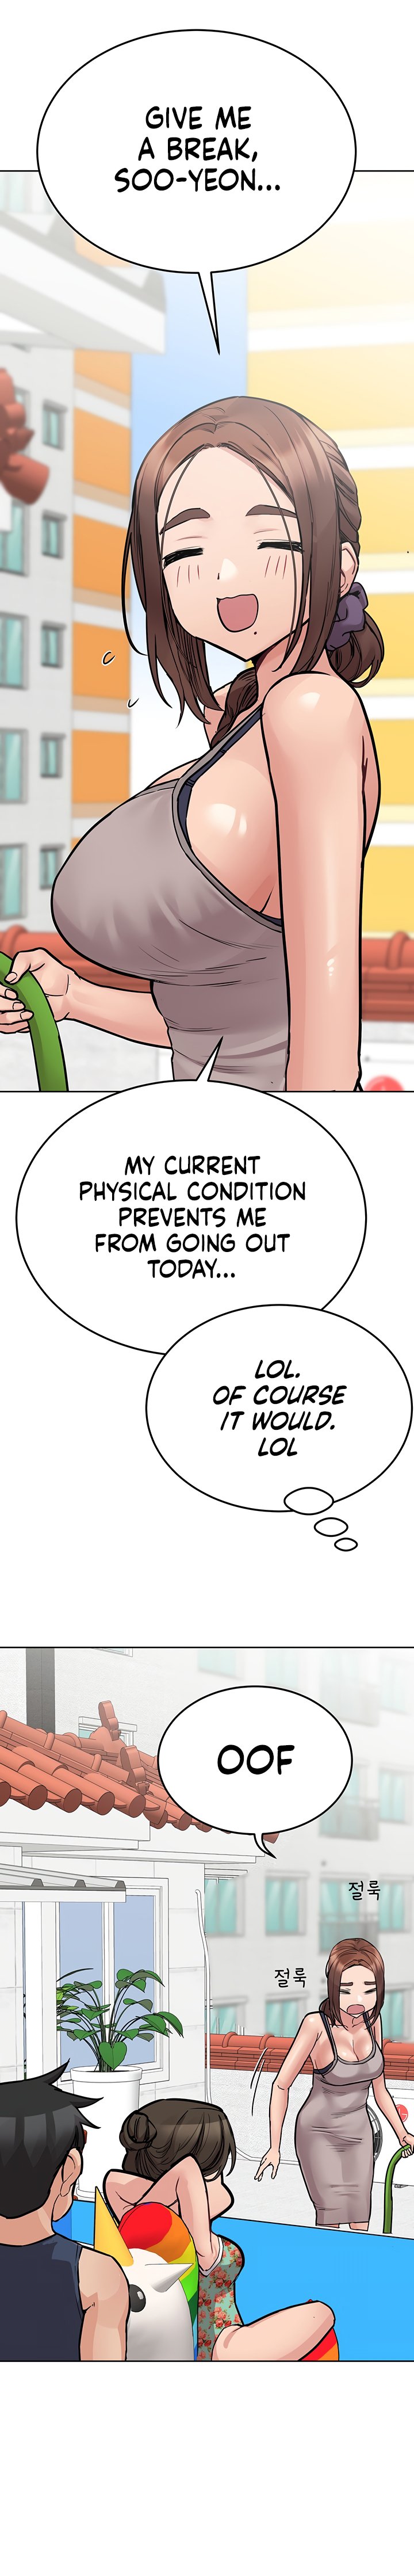 GIVE ME
A BREAK,
SOO-YEON...
MY CURRENT
PHYSICAL CONDITION
PREVENTS ME
FROM GOING OUT
TODAY...
LOL.
OF COURSE
IT WOULD.
LOL
OOF
절룩
절룩